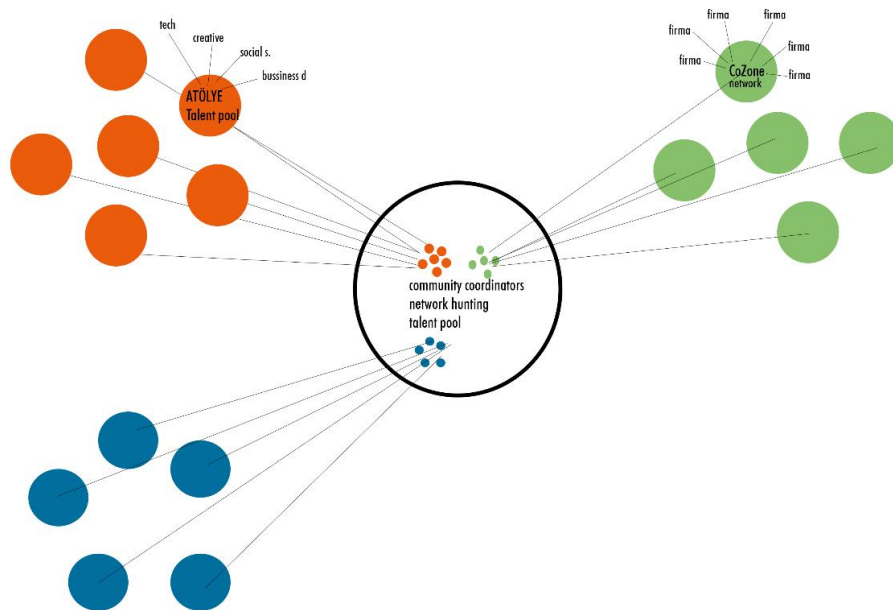 tech
creative
social s.
bussiness d
ATÖLYE
Talent pool
firma
firma
firma
firma
firma
firma
CoZone
network
community coordinators
network hunting
talent pool